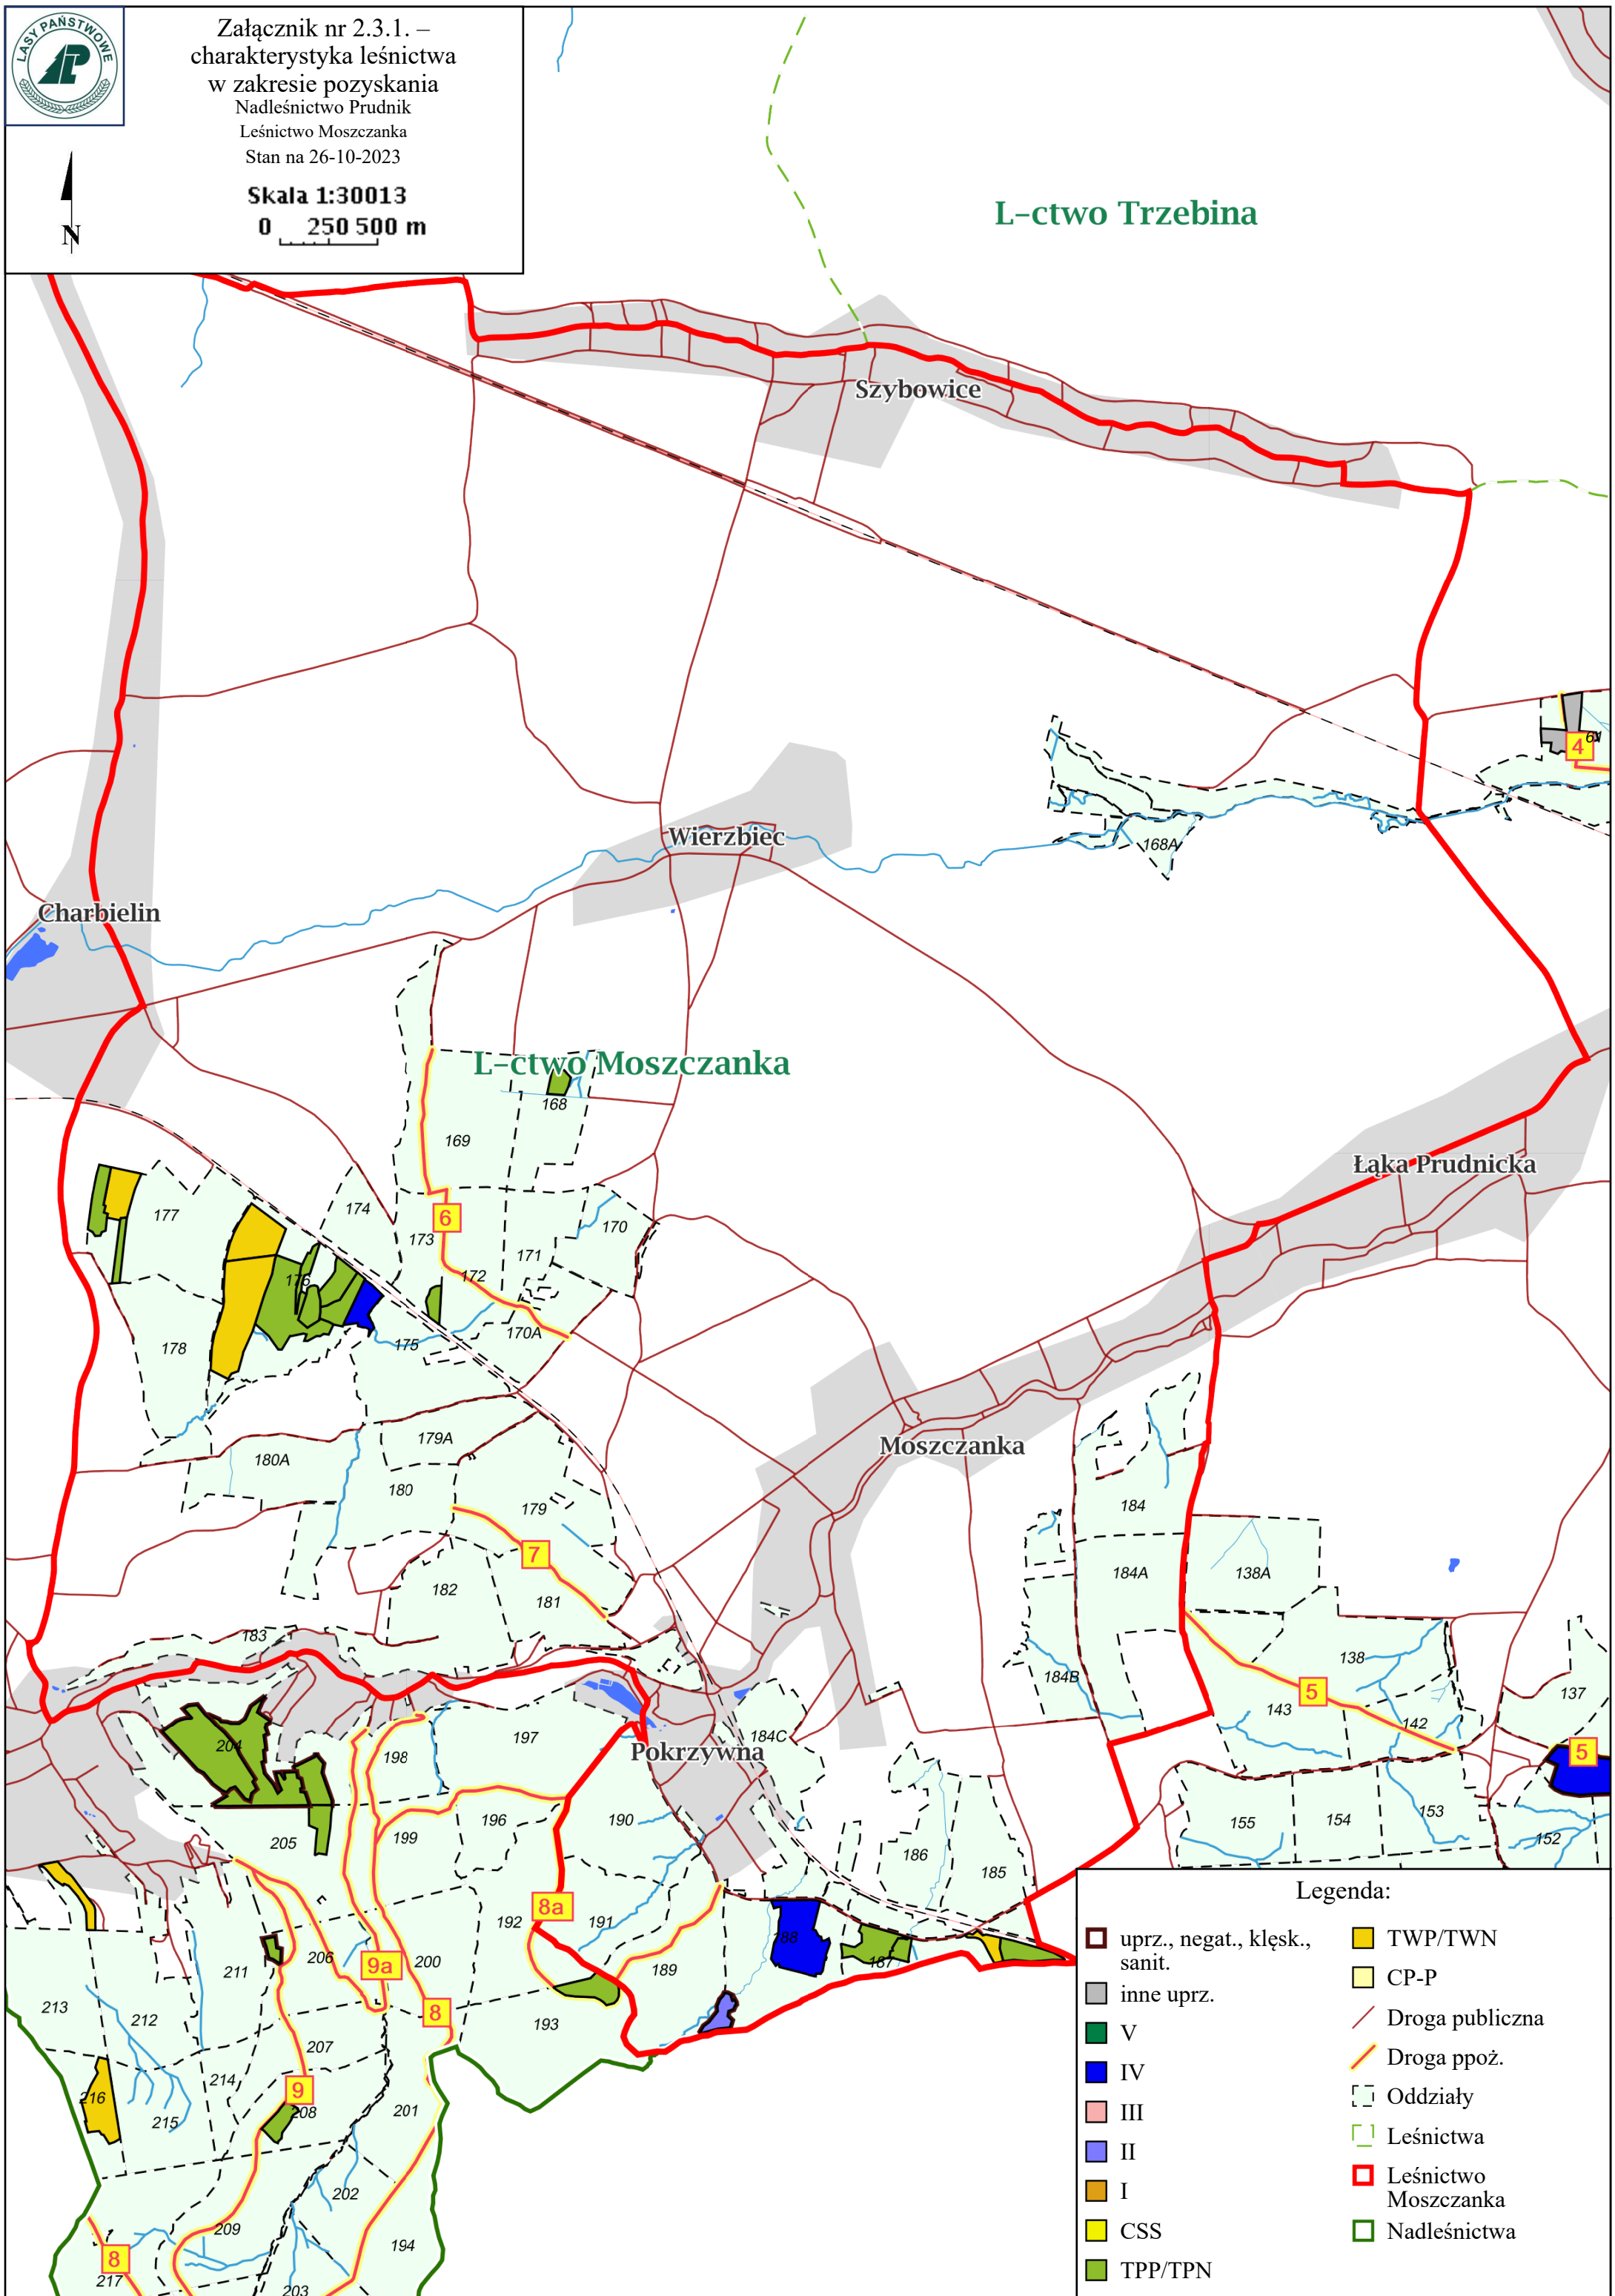 LASY PAŃSTWOWE
Załącznik nr 2.3.1. –
charakterystyka leśnictwa
w zakresie pozyskania
Nadleśnictwo Prudnik
Leśnictwo Moszczanka
Stan na 26-10-2023
Skala 1:30013
0 250 500 m
N
L-ctwo Trzebina
Szybowice
4
Wierzbiec
168A
Charbielin
L-ctwo Moszczanka
168
169
Łąka Prudnicka
177
174
6
173
170
171
172
176
178
175
170A
179A
Moszczanka
180A
180
179
184
7
182
181
184A
138A
183
184B
138
5
143
142
137
204
198
197
184C
Pokrzywna
5
205
199
196
190
186
185
155
154
153
152
8a
192
191
211
206
9a
200
189
188
187
213
212
8
193
207
214
9
216
215
208
201
202
209
194
8
217
203
Legenda:
uprz., negat., klęsk.,
sanit.
inne uprz.
V
IV
III
II
I
CSS
TPP/TPN
TWP/TWN
CP-P
Droga publiczna
Droga ppoż.
Oddziały
Leśnictwa
Leśnictwo
Moszczanka
Nadleśnictwa